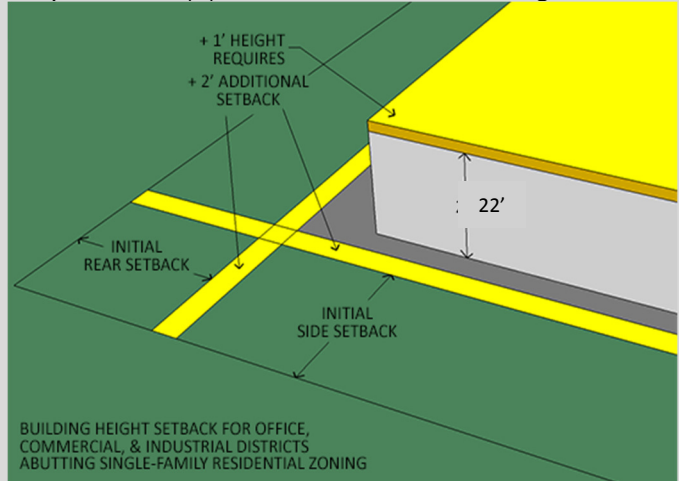 + 1' HEIGHT
REQUIRES
+ 2' ADDITIONAL
SETBACK
22'
INITIAL
REAR SETBACK
INITIAL
SIDE SETBACK
BUILDING HEIGHT SETBACK FOR OFFICE,
COMMERCIAL, & INDUSTRIAL DISTRICTS
ABUTTING SINGLE-FAMILY RESIDENTIAL ZONING